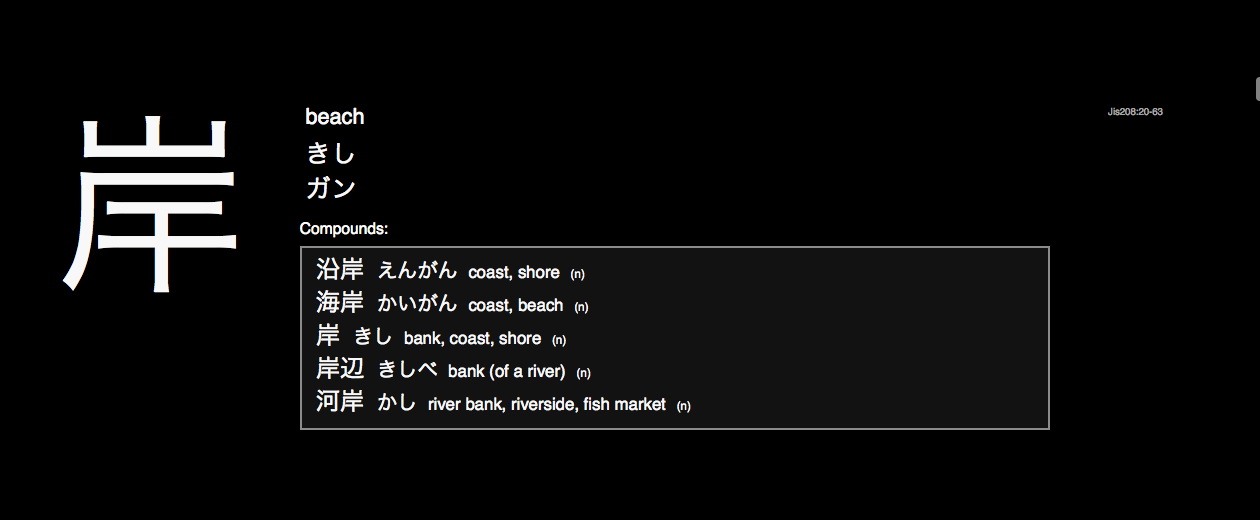 岸
beach
Jis208:20-63
きし
ガン
Compounds:
沿岸 えんがん coast, shore (n)
海岸 かいがん coast, beach (n)
岸 きし bank, coast, shore (n)
岸辺 きしべ bank (of a river) (n)
河岸 かし river bank, riverside, fish market (n)